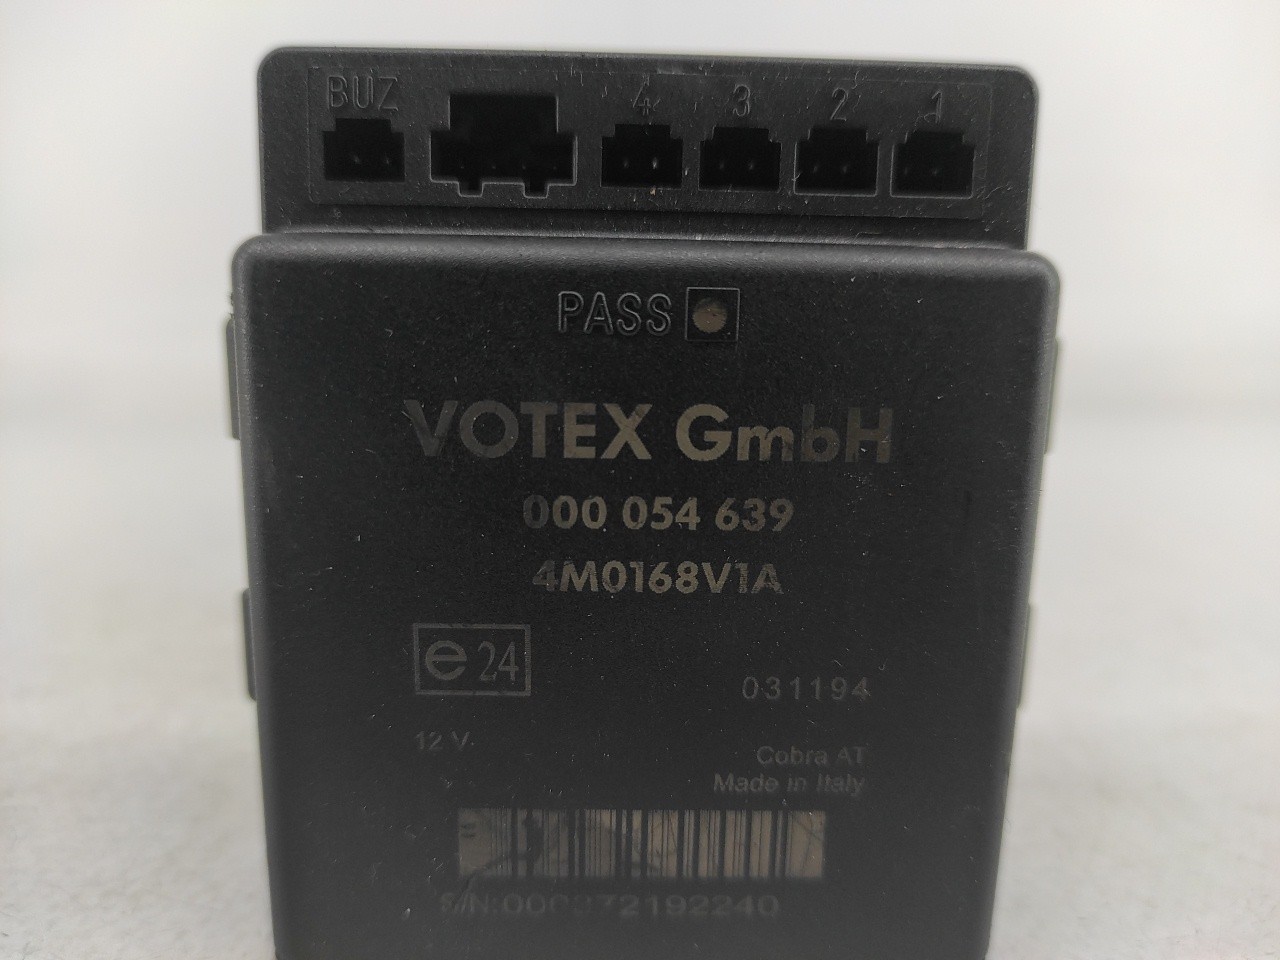 BUZ 4 3 2 1
PASS
VOTEX GmbH
000 054 639
4M0168V1A
e24
031194
12 V
Cobra AT
Made in Italy